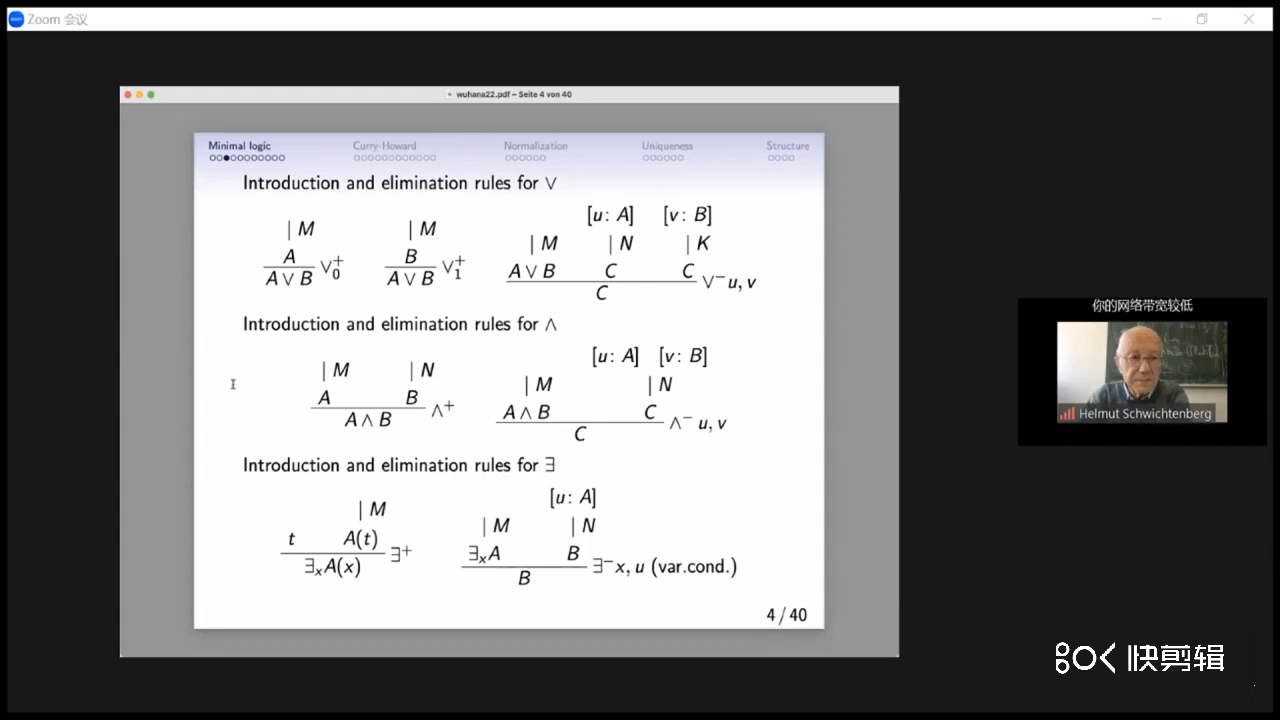 zoom Zoom 会议
wuhana22.pdf – Seite 4 von 40
Minimal logic Curry-Howard Normalization Uniqueness Structure
Introduction and elimination rules for ∨
[u: A] [v: B]
| M | M | M | N | K
A B A ∨ B C C
A ∨ B ∨₀⁺ A ∨ B ∨₁⁺ C ∨⁻u, v
Introduction and elimination rules for ∧
[u: A] [v: B]
| M | N | M | N
A B A ∧ B C
A ∧ B ∧⁺ C ∧⁻ u, v
Introduction and elimination rules for ∃
[u: A]
| M | M | N
t A(t) ∃ₓA B
∃ₓA(x) ∃⁺ B ∃⁻x, u (var.cond.)
4 / 40
你的网络带宽较低
Helmut Schwichtenberg
快剪辑